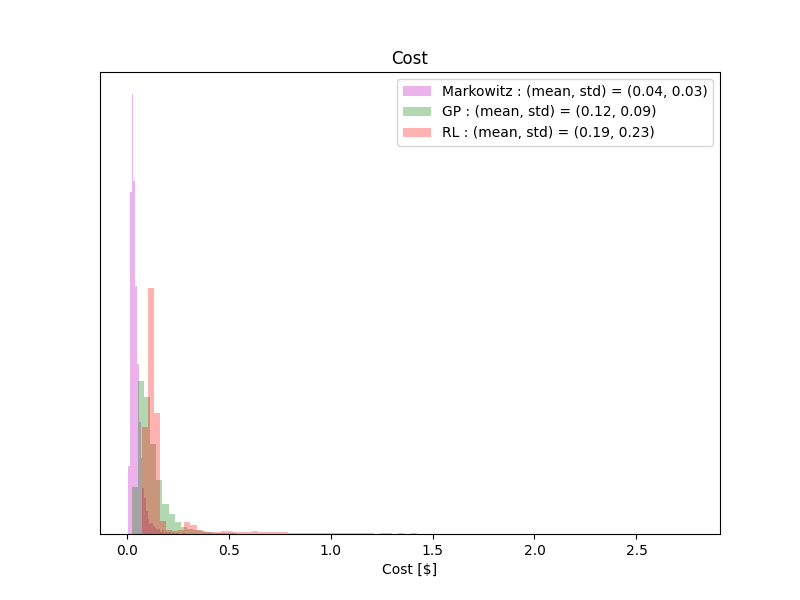 Cost
Markowitz : (mean, std) = (0.04, 0.03)
GP : (mean, std) = (0.12, 0.09)
RL : (mean, std) = (0.19, 0.23)
0.0 0.5 1.0 1.5 2.0 2.5
Cost [$]